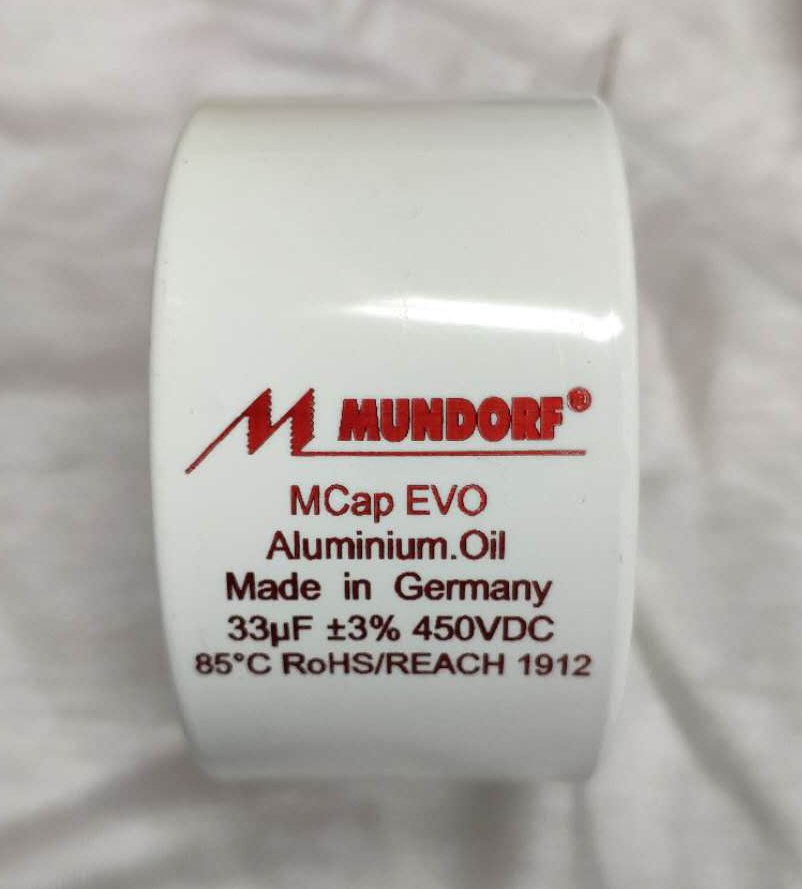 MUNDORF®
MCap EVO
Aluminium.Oil
Made in Germany
33µF ±3% 450VDC
85°C RoHS/REACH 1912